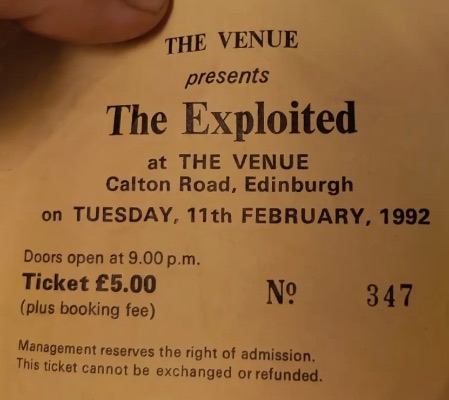 THE VENUE
presents
The Exploited
at THE VENUE
Calton Road, Edinburgh
on TUESDAY, 11th FEBRUARY, 1992
Doors open at 9.00 p.m.
Ticket £5.00 Nº 347
(plus booking fee)
Management reserves the right of admission.
This ticket cannot be exchanged or refunded.